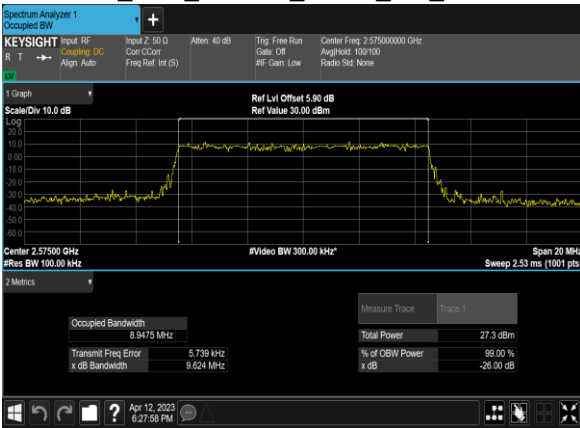 Spectrum Analyzer 1
Occupied BW
+
KEYSIGHT
R T
LW
Input: RF
Coupling: DC
Align: Auto
Input Z: 50 Ω
Corr CCorr
Freq Ref: Int (S)
Atten: 40 dB
Trig: Free Run
Gate: Off
#IF Gain: Low
Center Freq: 2.575000000 GHz
Avg|Hold: 100/100
Radio Std: None
1 Graph
Scale/Div 10.0 dB
Ref Lvl Offset 5.90 dB
Ref Value 30.00 dBm
Log
20.0
10.0
0.00
-10.0
-20.0
-30.0
-40.0
-50.0
-60.0
Center 2.57500 GHz
#Res BW 100.00 kHz
#Video BW 300.00 kHz*
Span 20 MHz
Sweep 2.53 ms (1001 pts)
2 Metrics
Measure Trace Trace 1
Occupied Bandwidth
8.9475 MHz
Total Power 27.3 dBm
Transmit Freq Error 5.739 kHz
% of OBW Power 99.00 %
x dB Bandwidth 9.624 MHz
x dB -26.00 dB
?
Apr 12, 2023
6:27:58 PM